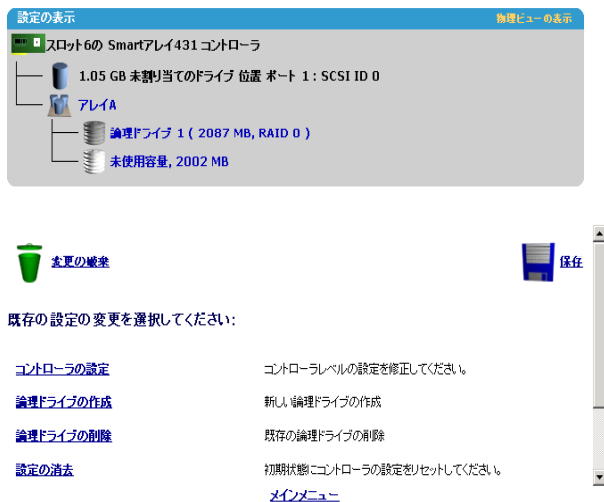 設定の表示 物理ビューの表示
スロット6の Smartアレイ431 コントローラ
1.05 GB 未割り当てのドライブ 位置 ポート 1 : SCSI ID 0
アレイA
論理ドライブ 1 ( 2087 MB, RAID 0 )
未使用容量, 2002 MB
変更の破棄 保存
既存の設定の変更を選択してください:
コントローラの設定 コントローラレベルの設定を修正してください。
論理ドライブの作成 新しい論理ドライブの作成
論理ドライブの削除 既存の論理ドライブの削除
設定の消去 初期状態にコントローラの設定をリセットしてください。
メインメニュー